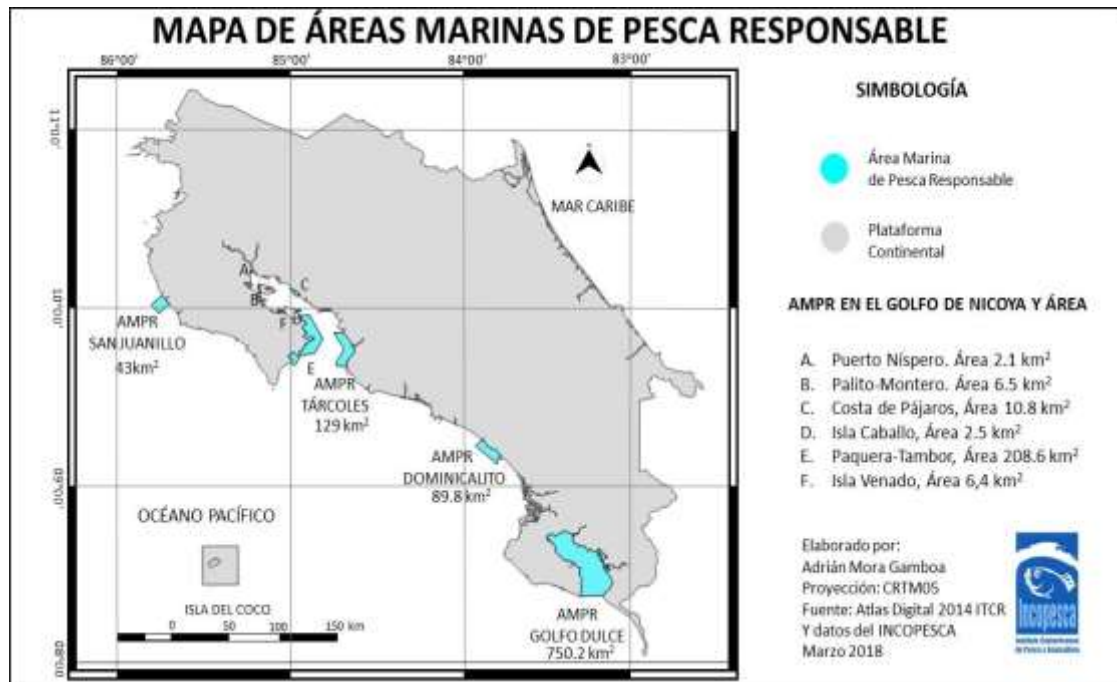 MAPA DE ÁREAS MARINAS DE PESCA RESPONSABLE
86°00'
85°00'
84°00'
83°00'
11°00'
10°00'
09°00'
08°00'
MAR CARIBE
A
B
C
D
F
E
AMPR
SANJUANILLO
43km²
AMPR
TÁRCOLES
129 km²
AMPR
DOMINICALITO
89.8 km²
AMPR
GOLFO DULCE
750.2 km²
OCÉANO PACÍFICO
ISLA DEL COCO
0 50 100 150 km
SIMBOLOGÍA
Área Marina
de Pesca Responsable
Plataforma
Continental
AMPR EN EL GOLFO DE NICOYA Y ÁREA
A. Puerto Níspero. Área 2.1 km²
B. Palito-Montero. Área 6.5 km²
C. Costa de Pájaros, Área 10.8 km²
D. Isla Caballo, Área 2.5 km²
E. Paquera-Tambor, Área 208.6 km²
F. Isla Venado, Área 6,4 km²
Elaborado por:
Adrián Mora Gamboa
Proyección: CRTM05
Fuente: Atlas Digital 2014 ITCR
Y datos del INCOPESCA
Marzo 2018
Incopesca